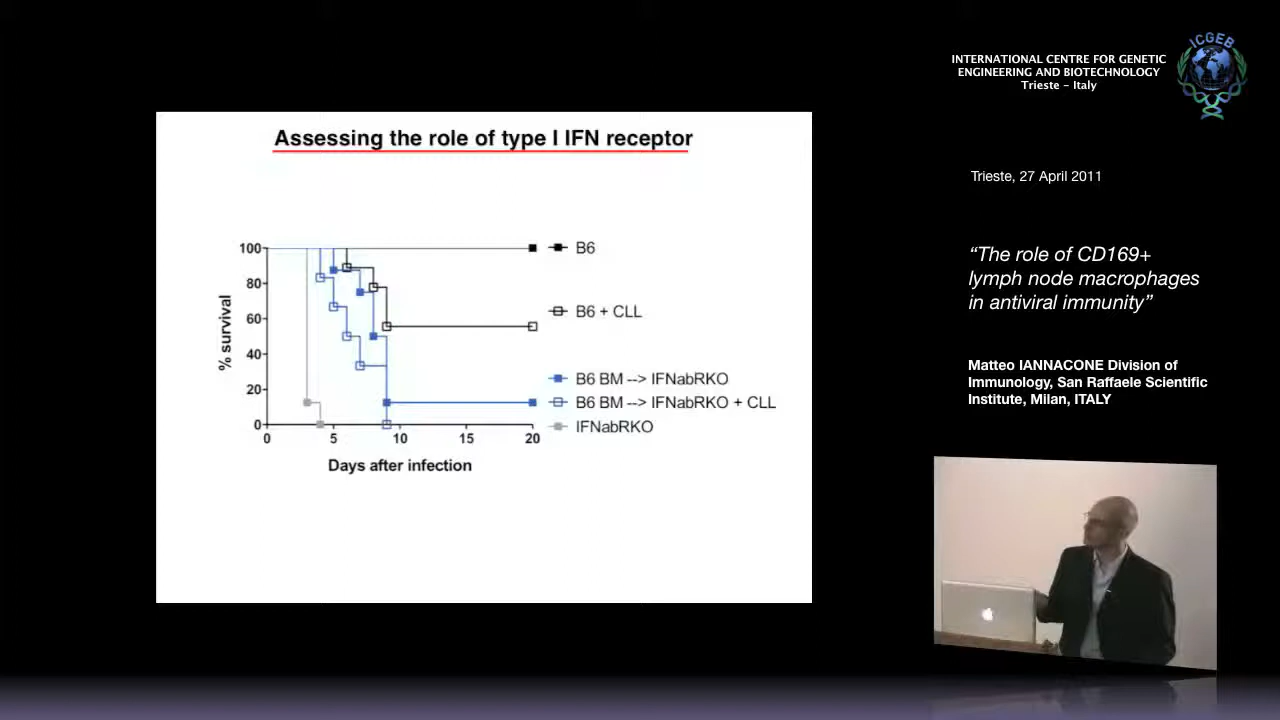 ICGEB
INTERNATIONAL CENTRE FOR GENETIC
ENGINEERING AND BIOTECHNOLOGY
Trieste – Italy
Trieste, 27 April 2011
“The role of CD169+
lymph node macrophages
in antiviral immunity”
Matteo IANNACONE Division of
Immunology, San Raffaele Scientific
Institute, Milan, ITALY
Assessing the role of type I IFN receptor
% survival
100
80
60
40
20
0
0 5 10 15 20
Days after infection
B6
B6 + CLL
B6 BM --> IFNabRKO
B6 BM --> IFNabRKO + CLL
IFNabRKO